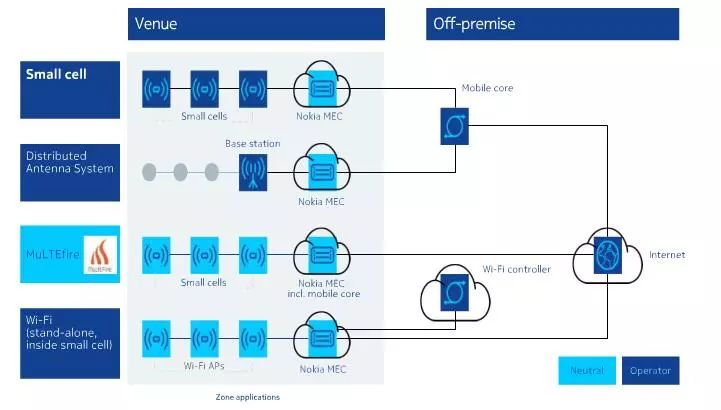 Venue
Off-premise
Small cell
Mobile core
Small cells
Nokia MEC
Base station
Distributed
Antenna System
Nokia MEC
MuLTEfire
MulteFire
Internet
Wi-Fi controller
Small cells
Nokia MEC
incl. mobile core
Wi-Fi
(stand-alone,
inside small cell)
Wi-Fi APs
Nokia MEC
Neutral
Operator
Zone applications